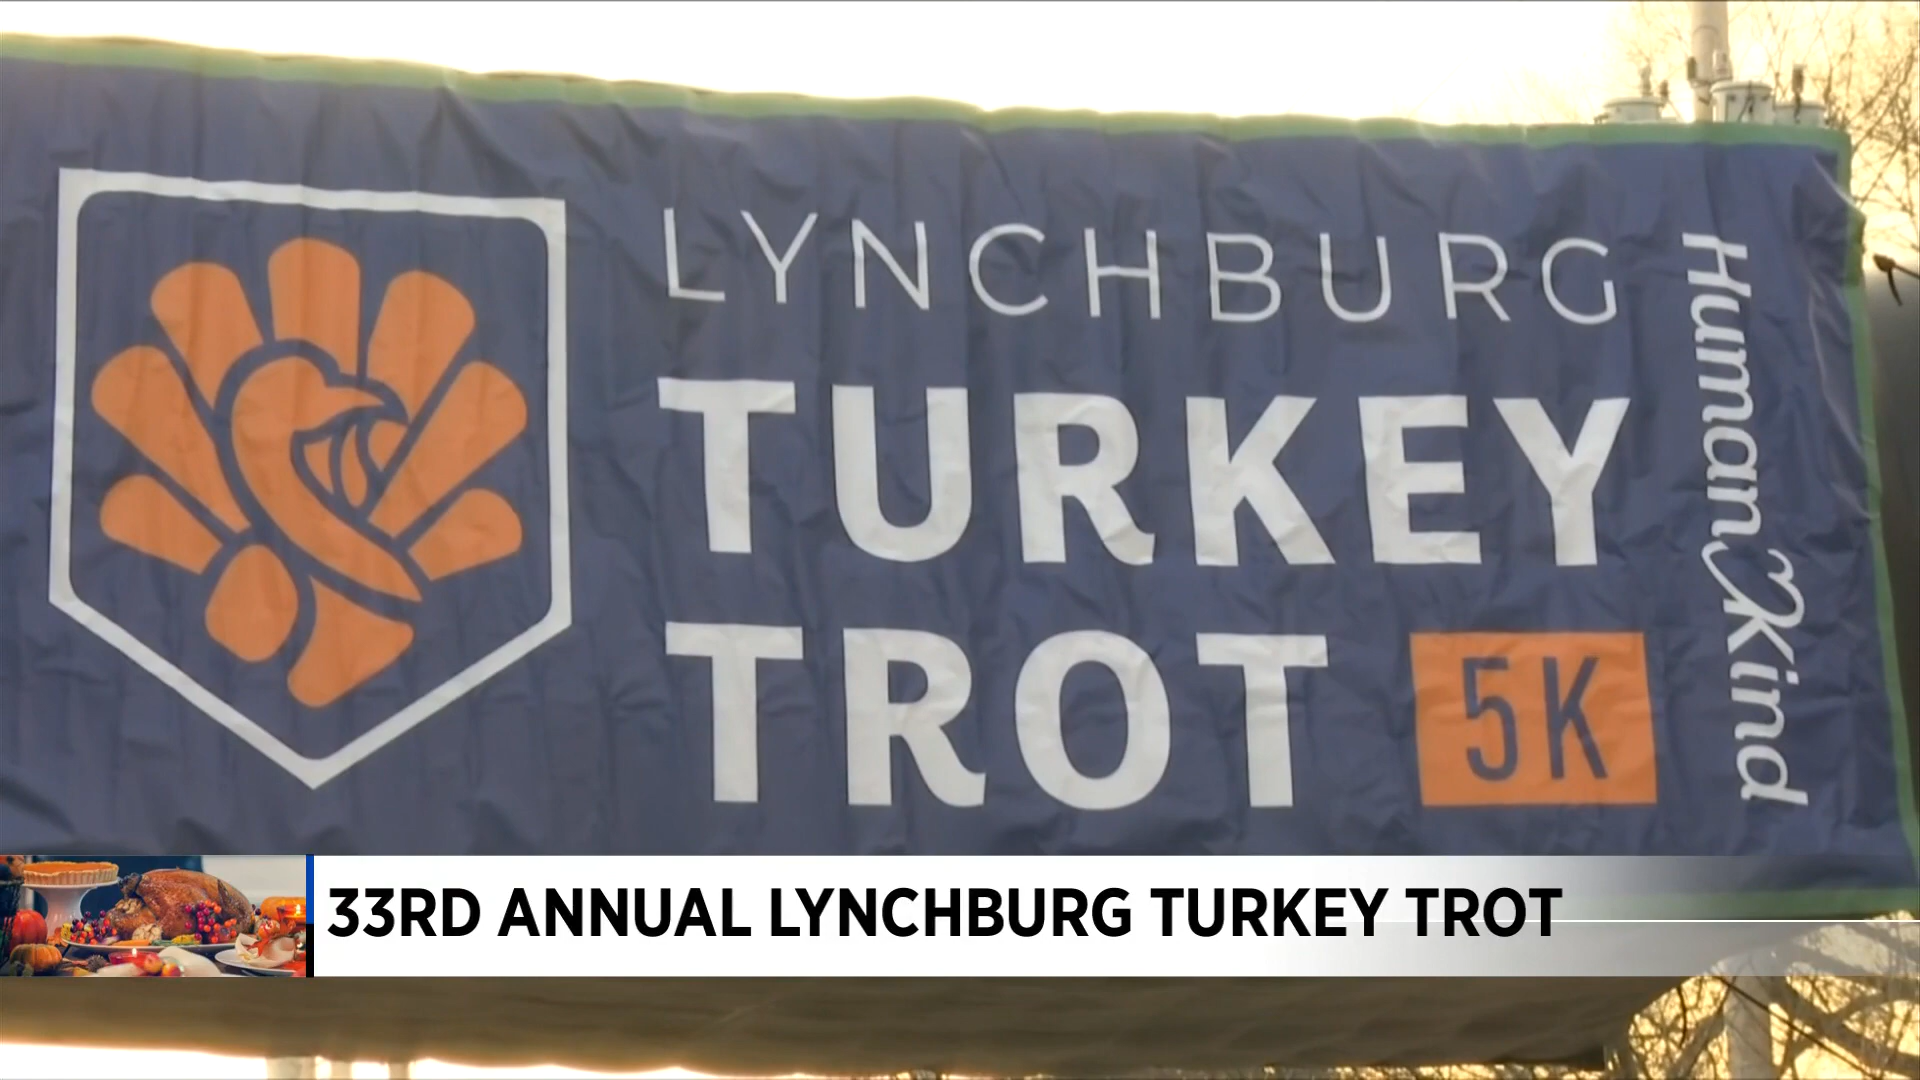 LYNCHBURG
TURKEY
TROT 5K
HumanKind
33RD ANNUAL LYNCHBURG TURKEY TROT